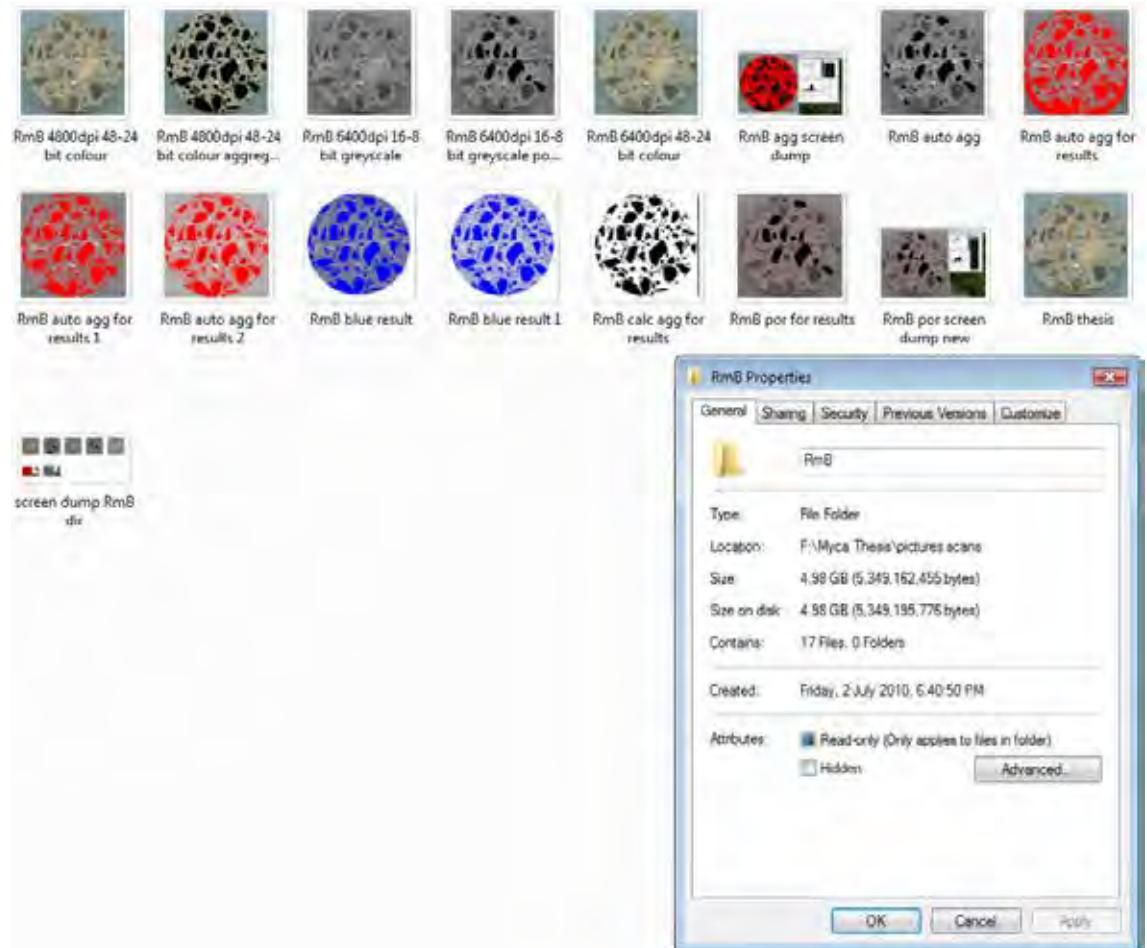 RmB 4800dpi 48-24 bit colour
RmB 4800dpi 48-24 bit colour aggreg...
RmB 6400dpi 16-8 bit greyscale
RmB 6400dpi 16-8 bit greyscale po...
RmB 6400dpi 48-24 bit colour
RmB agg screen dump
RmB auto agg
RmB auto agg for results
RmB auto agg for results 1
RmB auto agg for results 2
RmB blue result
RmB blue result 1
RmB calc agg for results
RmB por for results
RmB por screen dump new
RmB thesis
screen dump RmB dir
RmB Properties
General Sharing Security Previous Versions Customize
RmB
Type: File Folder
Location: F:\Myca Thesis\pictures scans
Size: 4.98 GB (5,349,162,455 bytes)
Size on disk: 4.98 GB (5,349,195,776 bytes)
Contains: 17 Files, 0 Folders
Created: Friday, 2 July 2010, 6:40:50 PM
Attributes: Read-only (Only applies to files in folder)
Hidden
Advanced...
OK Cancel Apply